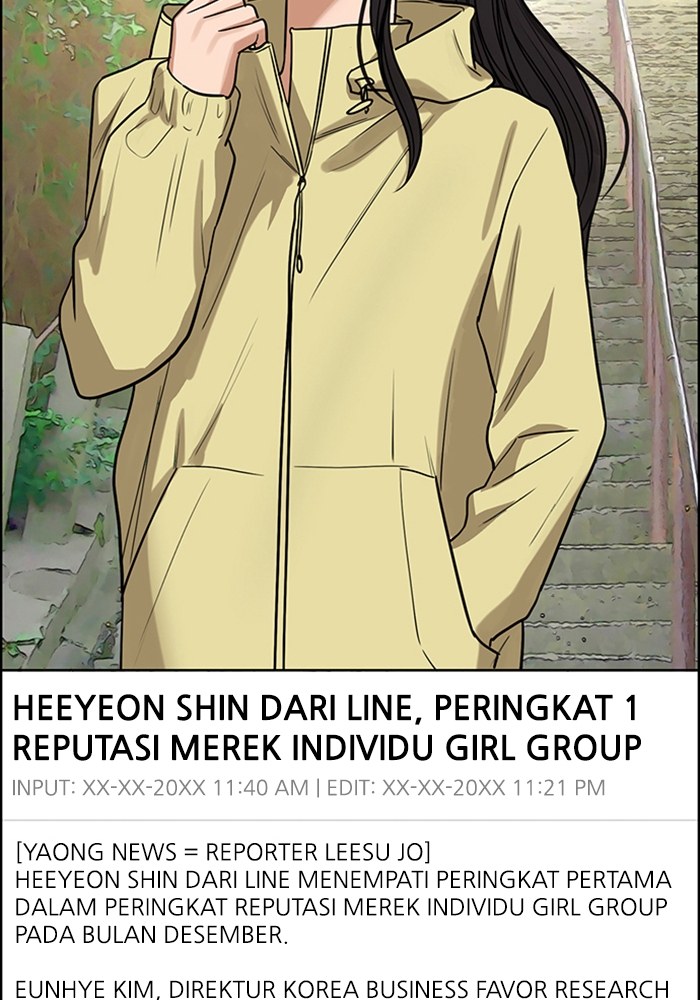 HEEYEON SHIN DARI LINE, PERINGKAT 1
REPUTASI MEREK INDIVIDU GIRL GROUP
INPUT: XX-XX-20XX 11:40 AM | EDIT: XX-XX-20XX 11:21 PM
[YAONG NEWS = REPORTER LEESU JO]
HEEYEON SHIN DARI LINE MENEMPATI PERINGKAT PERTAMA
DALAM PERINGKAT REPUTASI MEREK INDIVIDU GIRL GROUP
PADA BULAN DESEMBER.
EUNHYE KIM, DIREKTUR KOREA BUSINESS FAVOR RESEARCH